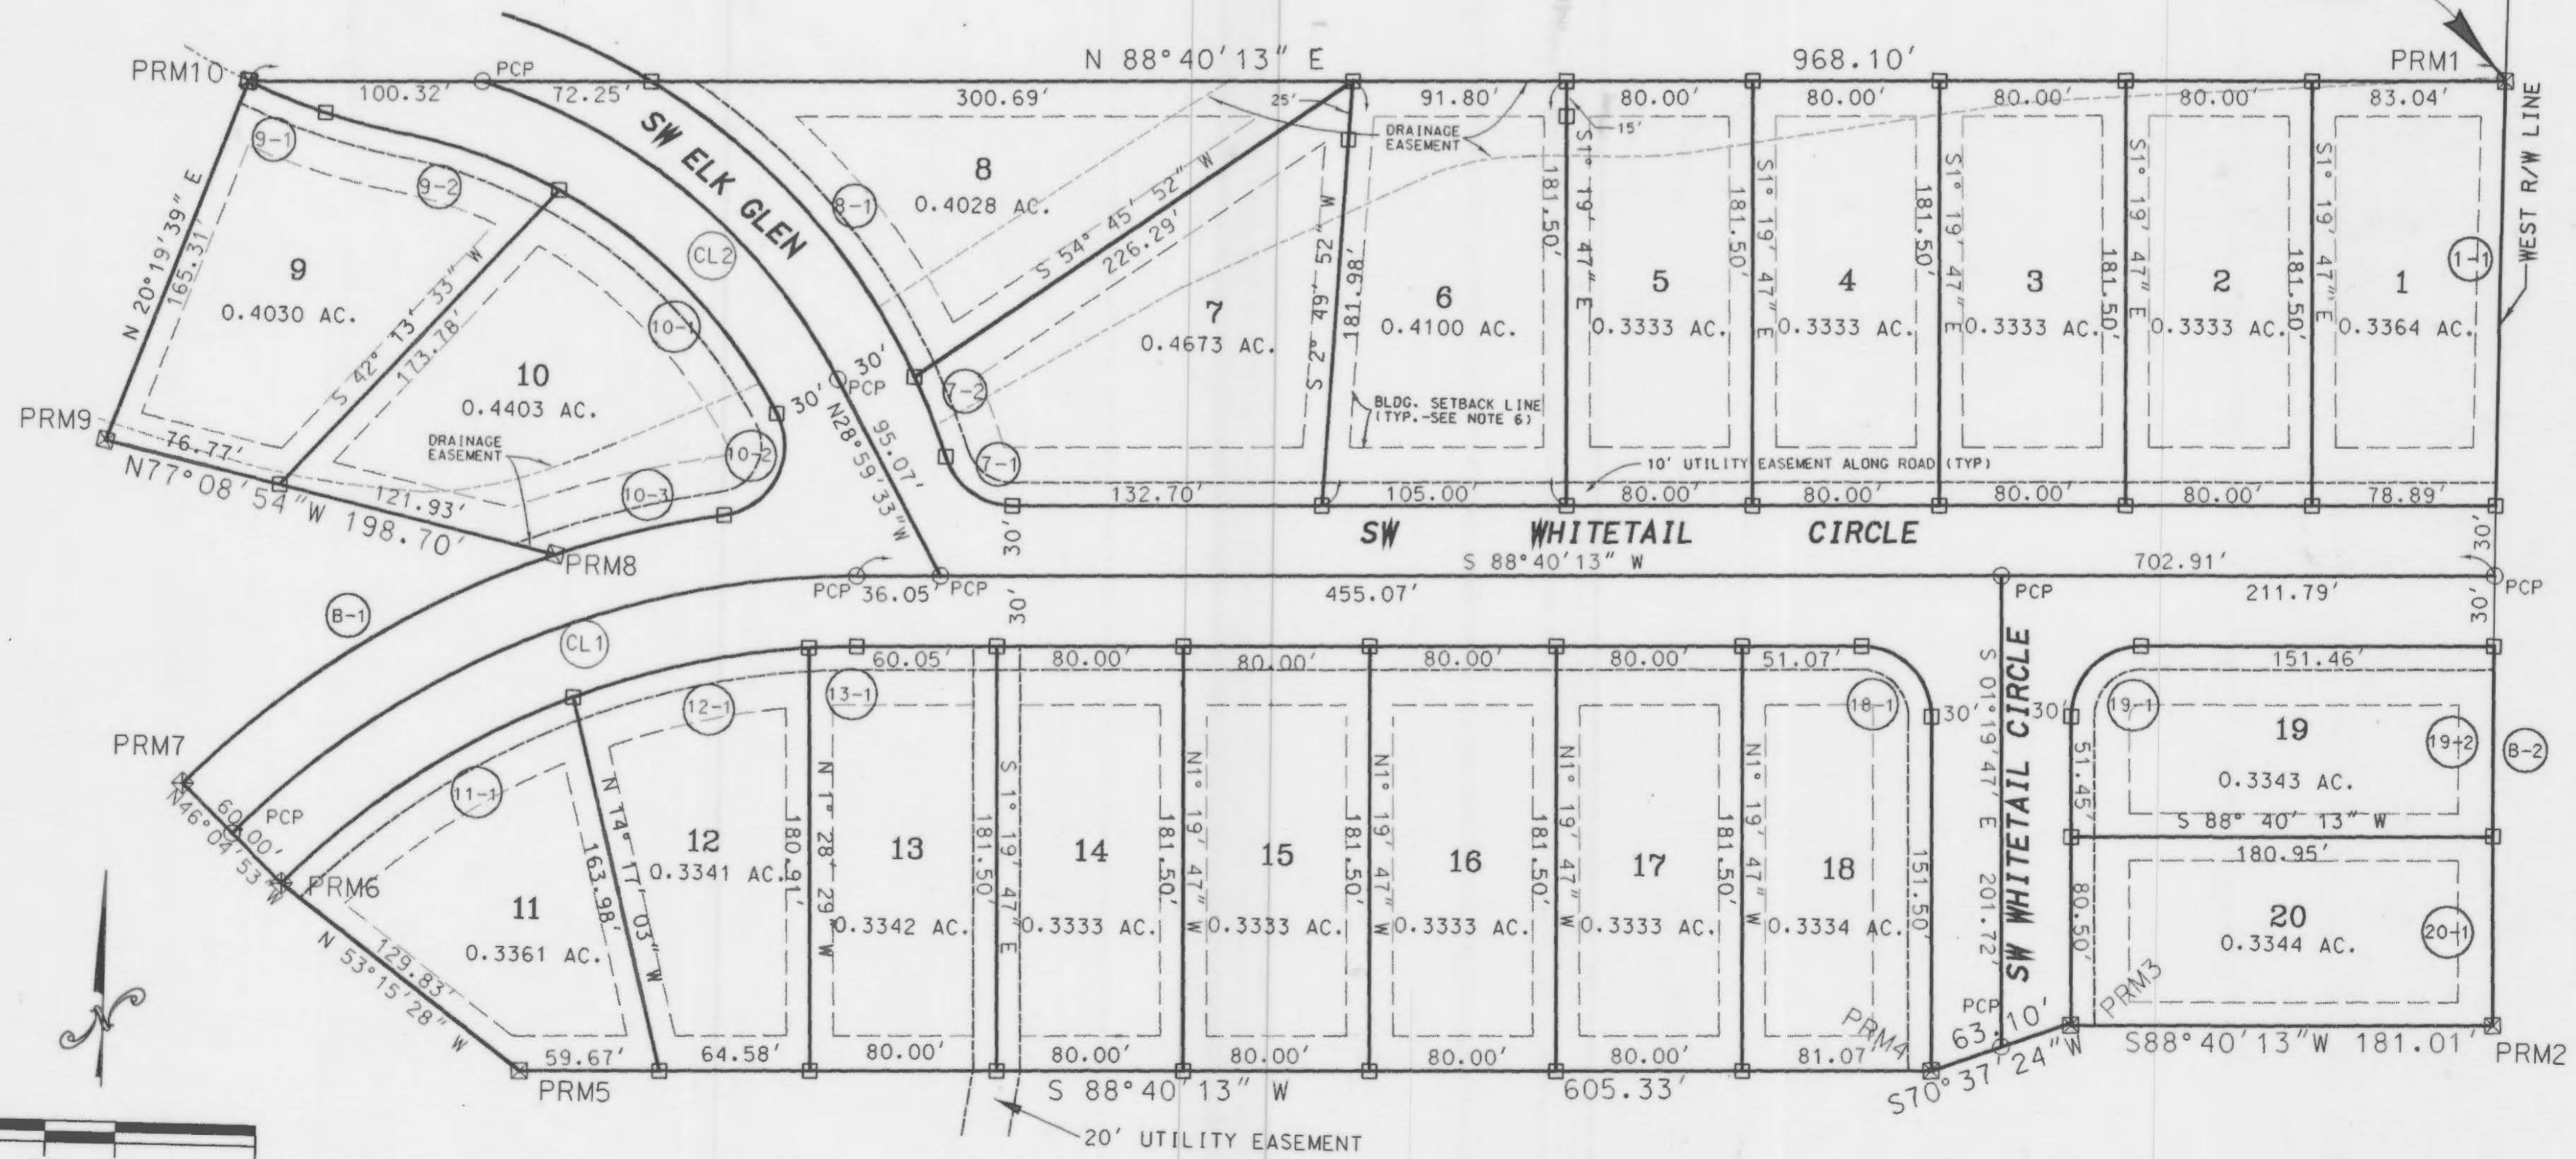 N 88°40'13" E
968.10'
PRM1
PRM10
PCP
100.32'
72.25'
300.69'
25'
91.80'
80.00'
80.00'
80.00'
80.00'
83.04'
15'
DRAINAGE
EASEMENT
WEST R/W LINE
SW ELK GLEN
9-1
9-2
8-1
8
0.4028 AC.
S 54° 45' 52" W
226.29'
S 2° 49' 52" W
181.98'
181.50'
S1° 19' 47" E
181.50'
S1° 19' 47" E
181.50'
S1° 19' 47" E
181.50'
S1° 19' 47" E
181.50'
S1° 19' 47" E
1-1
N 20°19'39" E
165.31'
9
0.4030 AC.
S 42° 13' 33" W
173.78'
CL2
10-1
10
0.4403 AC.
7
0.4673 AC.
6
0.4100 AC.
5
0.3333 AC.
4
0.3333 AC.
3
0.3333 AC.
2
0.3333 AC.
1
0.3364 AC.
30'
30'
PCP
7-2
BLDG. SETBACK LINE
(TYP.-SEE NOTE 6)
PRM9
76.77'
DRAINAGE
EASEMENT
10-2
N28°59'33"W
95.07'
7-1
10' UTILITY EASEMENT ALONG ROAD (TYP)
N77°08'54"W 198.70'
121.93'
10-3
132.70'
105.00'
80.00'
80.00'
80.00'
80.00'
78.89'
30'
SW WHITETAIL CIRCLE
30'
PRM8
S 88°40'13" W
702.91'
PCP
36.05'
PCP
455.07'
PCP
211.79'
PCP
B-1
30'
30'
CL1
60.05'
80.00'
80.00'
80.00'
80.00'
51.07'
151.46'
12-1
13-1
18-1
30'
30'
19-1
19
0.3343 AC.
19-2
B-2
PRM7
60.00'
PCP
N46°04'53"W
PRM6
11-1
11
0.3361 AC.
N 14° 17' 03" W
163.98'
12
0.3341 AC.
180.91'
N 1° 28' 29" W
13
0.3342 AC.
181.50'
S 1° 19' 47" E
14
0.3333 AC.
181.50'
N1° 19' 47" W
15
0.3333 AC.
181.50'
N1° 19' 47" W
16
0.3333 AC.
181.50'
N1° 19' 47" W
17
0.3333 AC.
181.50'
N1° 19' 47" W
18
0.3334 AC.
151.50'
S 01°19'47" E 201.72'
SW WHITETAIL CIRCLE
51.45'
S 88° 40' 13" W
180.95'
80.50'
20
0.3344 AC.
20-1
N 53°15'28" W
129.83'
59.67'
64.58'
80.00'
80.00'
80.00'
80.00'
80.00'
81.07'
PRM4
PCP
63.10'
PRM3
PRM5
S 88°40'13" W
605.33'
S70°37'24"W
S88°40'13"W 181.01'
PRM2
20' UTILITY EASEMENT